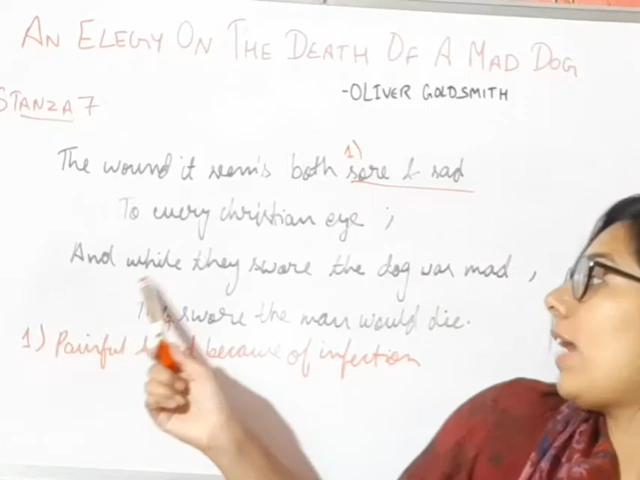 AN ELEGY ON THE DEATH OF A MAD DOG
-OLIVER GOLDSMITH
STANZA 7
1)
The wound it seem's both sore & sad
To every christian eye ;
And while they swore the dog was mad ,
swore the man would die.
1) Painful because of infection